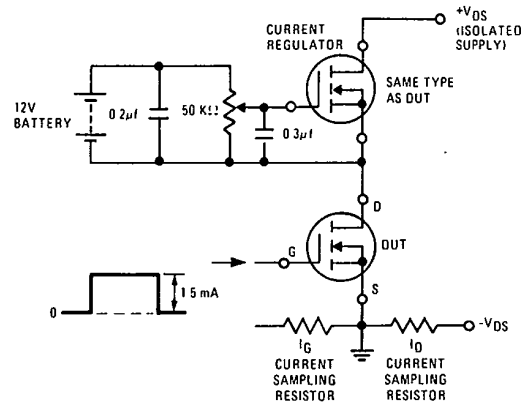 +VDS
(ISOLATED
SUPPLY)
CURRENT
REGULATOR
SAME TYPE
AS DUT
12V
BATTERY
0 2µf
50 KΩ
0 3µf
D
DUT
G
S
1 5 mA
0
-VDS
IG
CURRENT
SAMPLING
RESISTOR
ID
CURRENT
SAMPLING
RESISTOR